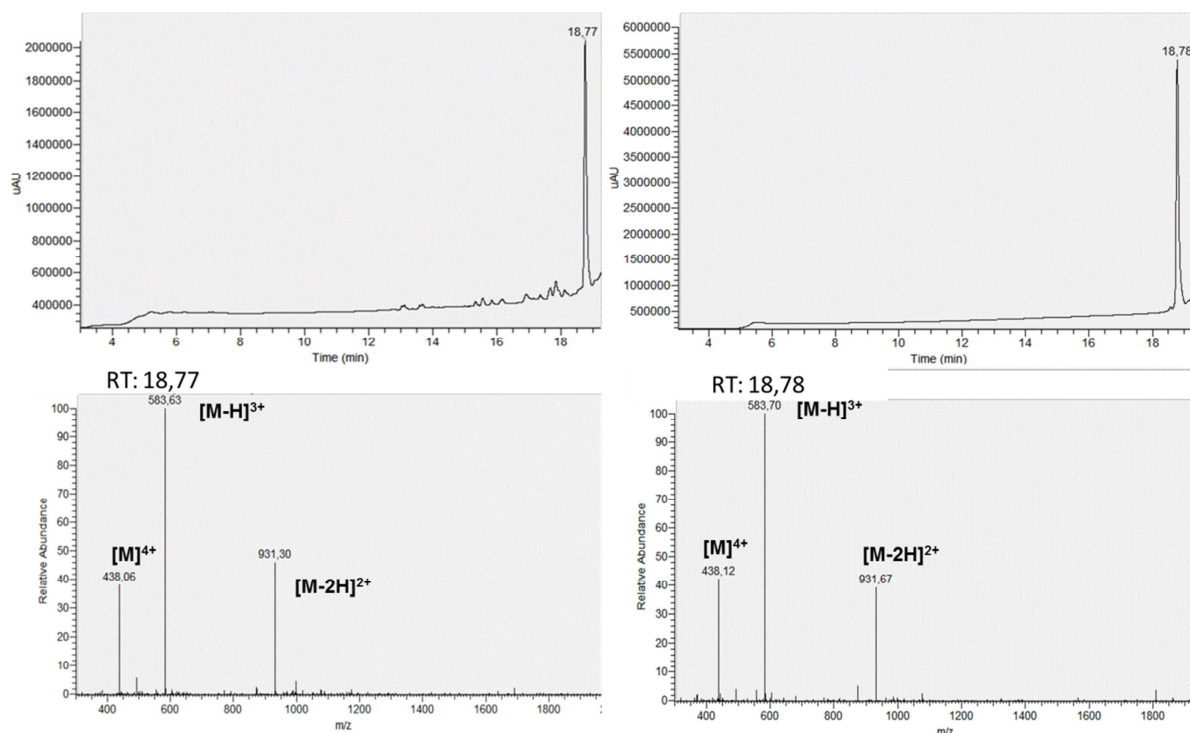 18,77
2000000
1800000
1600000
1400000
1200000
1000000
800000
600000
400000
uAU
4 6 8 10 12 14 16 18
Time (min)
18,78
6000000
5500000
5000000
4500000
4000000
3500000
3000000
2500000
2000000
1500000
1000000
500000
uAU
4 6 8 10 12 14 16 18
Time (min)
RT: 18,77
583,63
[M-H]3+
[M]4+
438,06
931,30
[M-2H]2+
100
90
80
70
60
50
40
30
20
10
0
Relative Abundance
400 600 800 1000 1200 1400 1600 1800 2
m/z
RT: 18,78
583,70
[M-H]3+
[M]4+
438,12
[M-2H]2+
931,67
100
90
80
70
60
50
40
30
20
10
0
Relative Abundance
400 600 800 1000 1200 1400 1600 1800
m/z